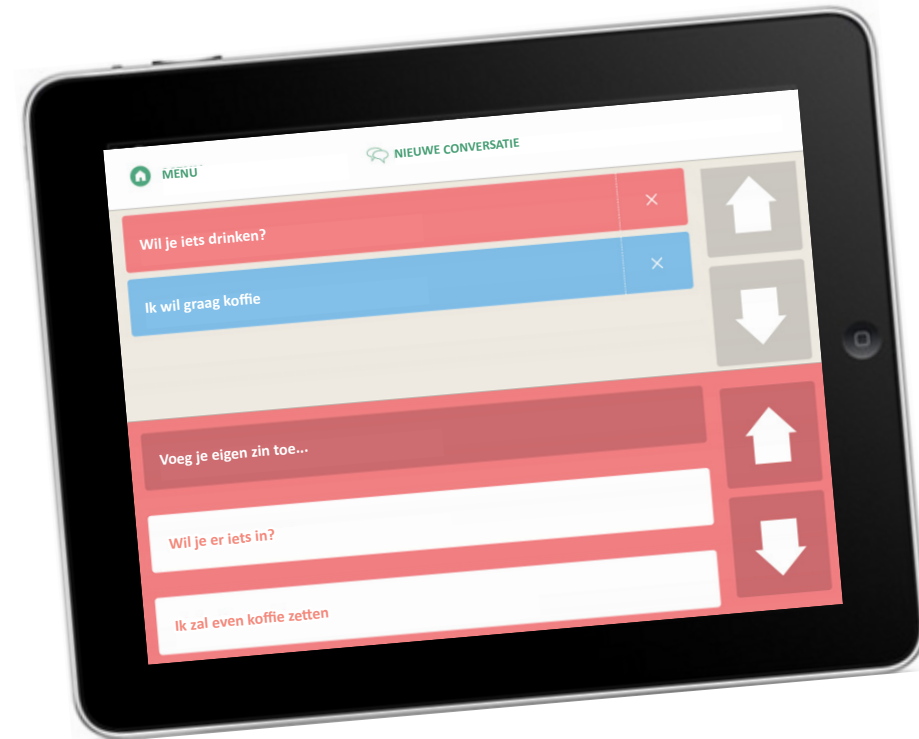 MENU
NIEUWE CONVERSATIE
Wil je iets drinken?
Ik wil graag koffie
Voeg je eigen zin toe...
Wil je er iets in?
Ik zal even koffie zetten